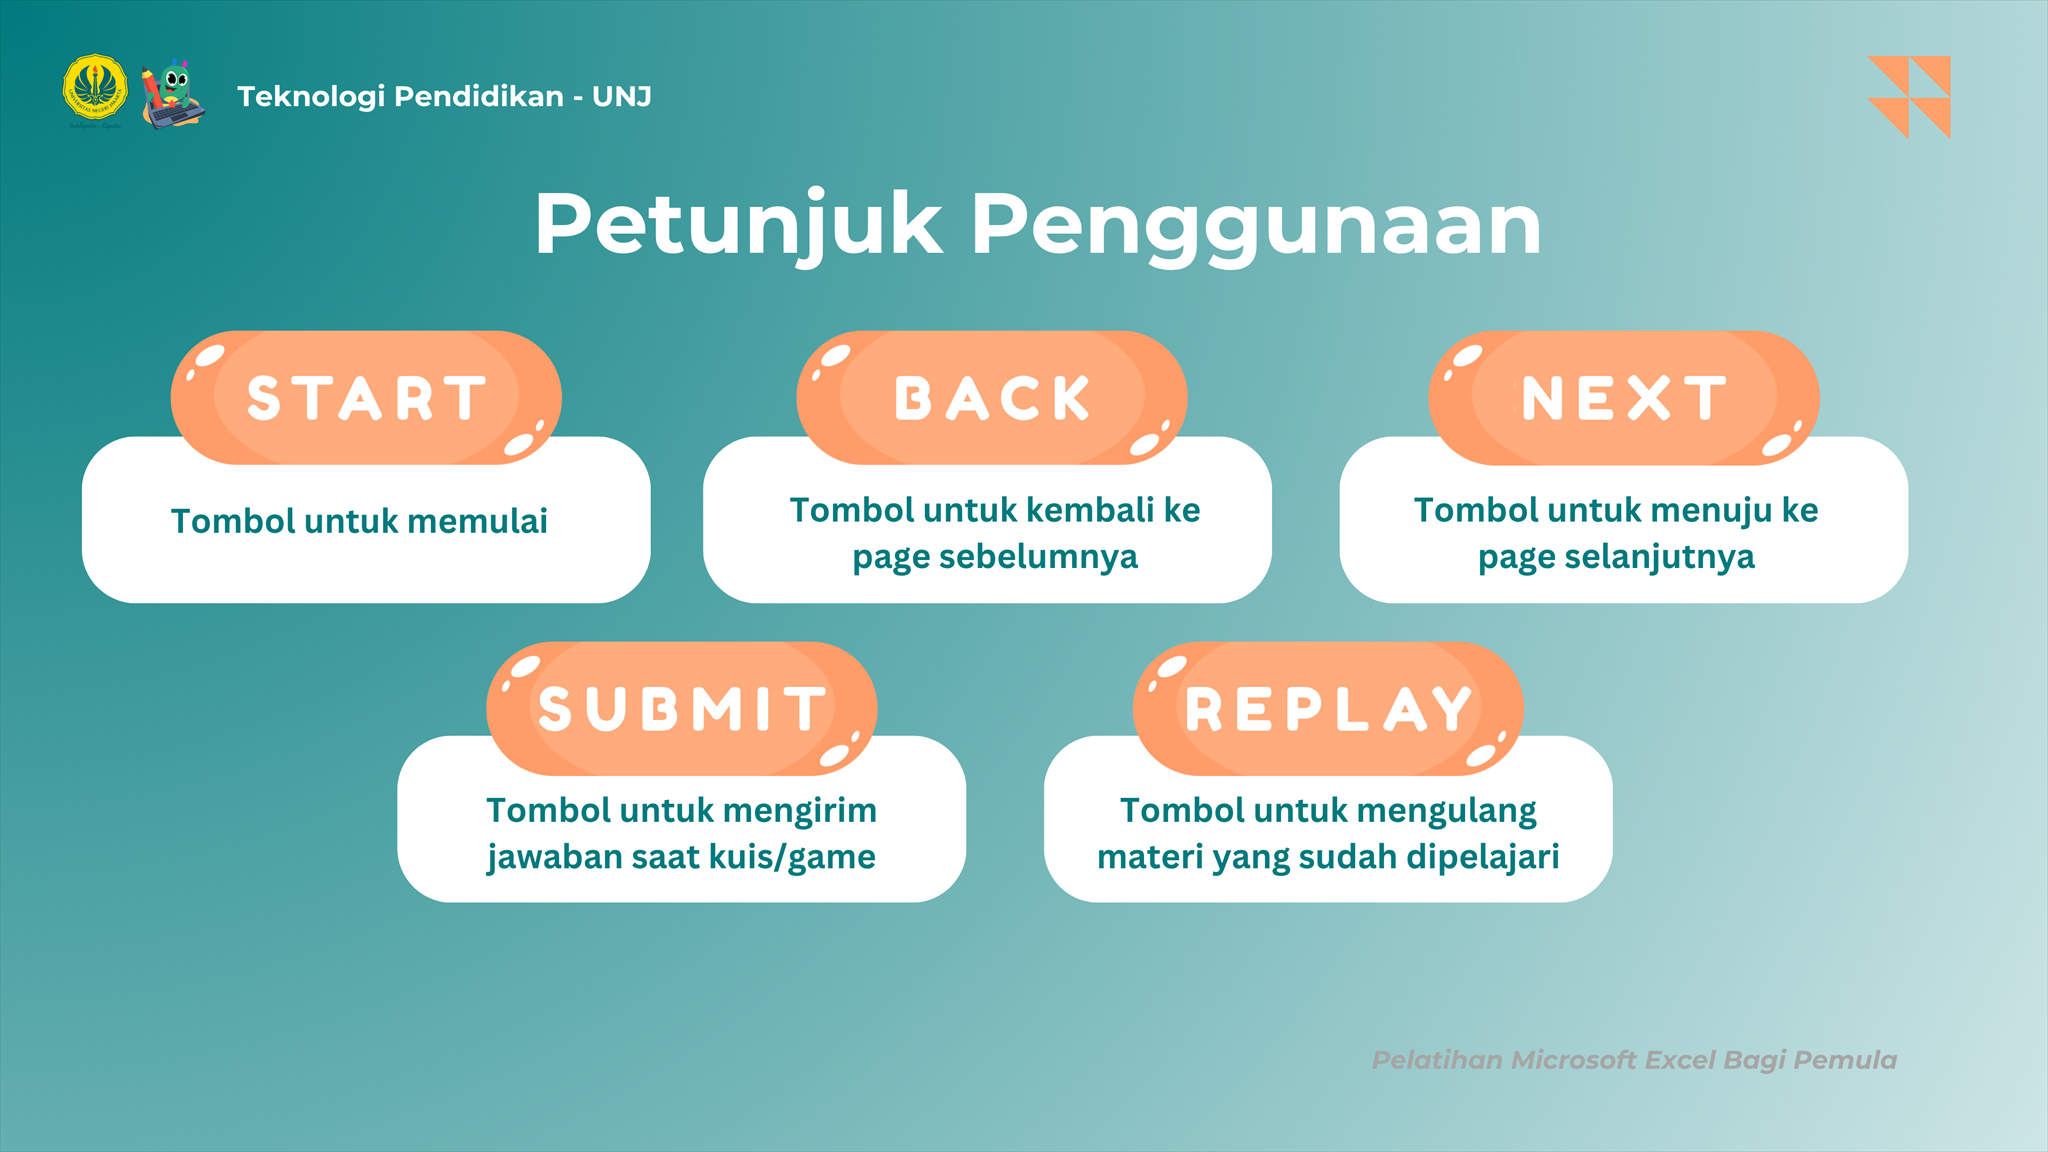 Teknologi Pendidikan - UNJ
Petunjuk Penggunaan
START
Tombol untuk memulai
BACK
Tombol untuk kembali ke
page sebelumnya
NEXT
Tombol untuk menuju ke
page selanjutnya
SUBMIT
Tombol untuk mengirim
jawaban saat kuis/game
REPLAY
Tombol untuk mengulang
materi yang sudah dipelajari
Pelatihan Microsoft Excel Bagi Pemula